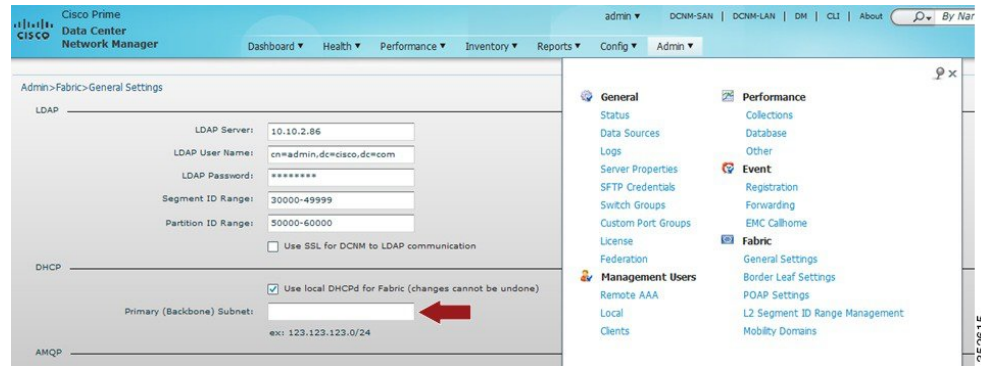 Cisco Prime
Data Center
Network Manager
CISCO
admin ▼ DCNM-SAN | DCNM-LAN | DM | CLI | About By Nar
Dashboard ▼ Health ▼ Performance ▼ Inventory ▼ Reports ▼ Config ▼ Admin ▼
Admin>Fabric>General Settings
LDAP
LDAP Server: 10.10.2.86
LDAP User Name: cn=admin,dc=cisco,dc=com
LDAP Password: ********
Segment ID Range: 30000-49999
Partition ID Range: 50000-60000
Use SSL for DCNM to LDAP communication
DHCP
Use local DHCPd for Fabric (changes cannot be undone)
Primary (Backbone) Subnet:
ex: 123.123.123.0/24
AMQP
General
Status
Data Sources
Logs
Server Properties
SFTP Credentials
Switch Groups
Custom Port Groups
License
Federation
Management Users
Remote AAA
Local
Clients
Performance
Collections
Database
Other
Event
Registration
Forwarding
EMC Callhome
Fabric
General Settings
Border Leaf Settings
POAP Settings
L2 Segment ID Range Management
Mobility Domains